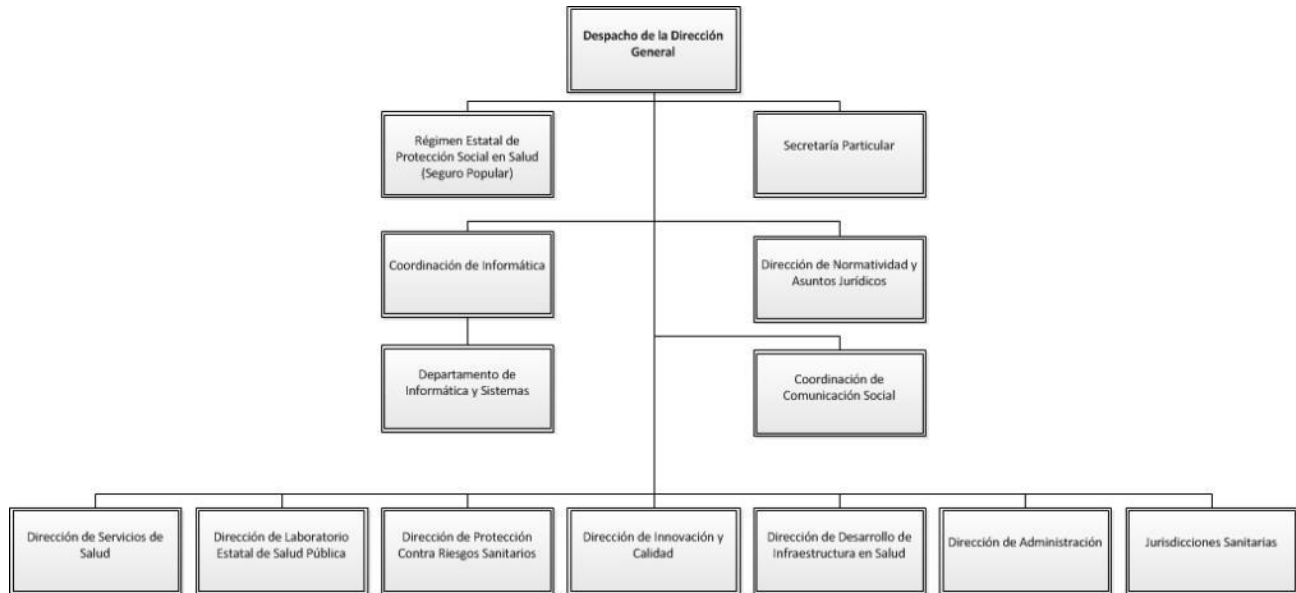 Despacho de la Dirección
General
Régimen Estatal de
Protección Social en Salud
(Seguro Popular)
Secretaría Particular
Coordinación de Informática
Dirección de Normatividad y
Asuntos Jurídicos
Departamento de
Informática y Sistemas
Coordinación de
Comunicación Social
Dirección de Servicios de
Salud
Dirección de Laboratorio
Estatal de Salud Pública
Dirección de Protección
Contra Riesgos Sanitarios
Dirección de Innovación y
Calidad
Dirección de Desarrollo de
Infraestructura en Salud
Dirección de Administración
Jurisdicciones Sanitarias